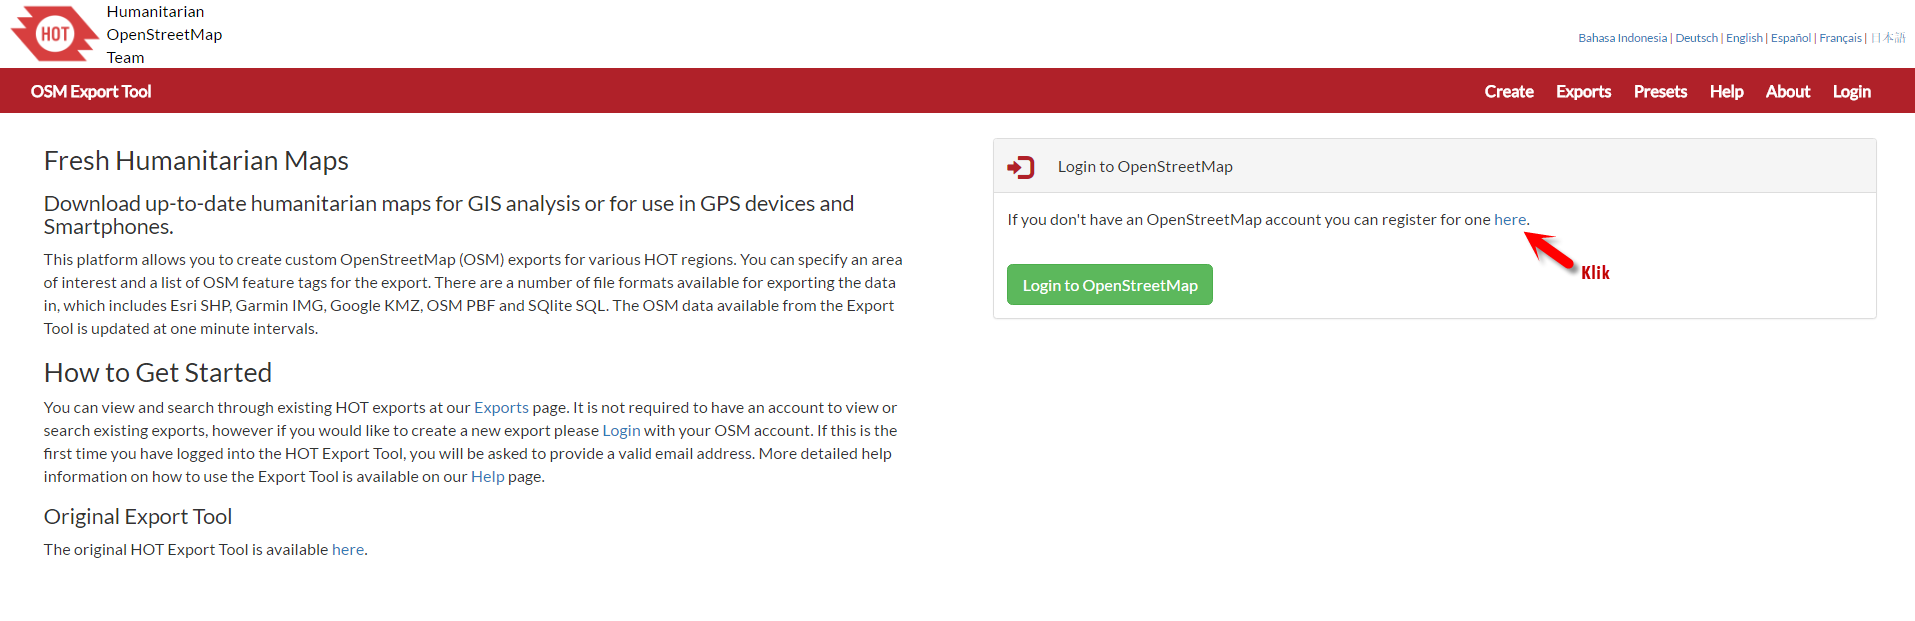 HOT
Humanitarian
OpenStreetMap
Team
Bahasa Indonesia | Deutsch | English | Español | Français | 日本語
OSM Export Tool
Create Exports Presets Help About Login
Fresh Humanitarian Maps
Download up-to-date humanitarian maps for GIS analysis or for use in GPS devices and
Smartphones.
This platform allows you to create custom OpenStreetMap (OSM) exports for various HOT regions. You can specify an area
of interest and a list of OSM feature tags for the export. There are a number of file formats available for exporting the data
in, which includes Esri SHP, Garmin IMG, Google KMZ, OSM PBF and SQlite SQL. The OSM data available from the Export
Tool is updated at one minute intervals.
How to Get Started
You can view and search through existing HOT exports at our Exports page. It is not required to have an account to view or
search existing exports, however if you would like to create a new export please Login with your OSM account. If this is the
first time you have logged into the HOT Export Tool, you will be asked to provide a valid email address. More detailed help
information on how to use the Export Tool is available on our Help page.
Original Export Tool
The original HOT Export Tool is available here.
Login to OpenStreetMap
If you don't have an OpenStreetMap account you can register for one here.
Klik
Login to OpenStreetMap